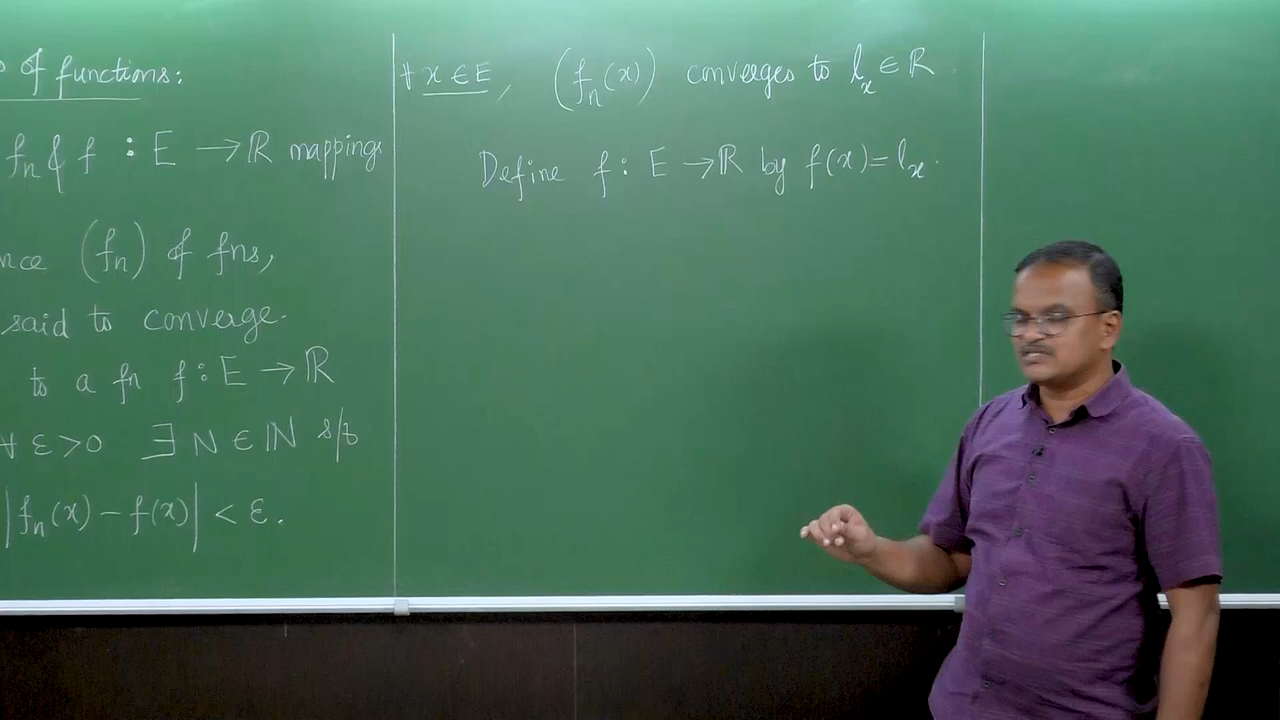 of functions:
fn & f : E → ℝ mappings
(fn) of fns,
said to converge.
to a fn f : E → ℝ
∀ ε > 0 ∃ N ∈ ℕ s/t
|fn(x) − f(x)| < ε.
∀ x ∈ E, (fn(x)) converges to lx ∈ ℝ
Define f : E → ℝ by f(x) = lx.